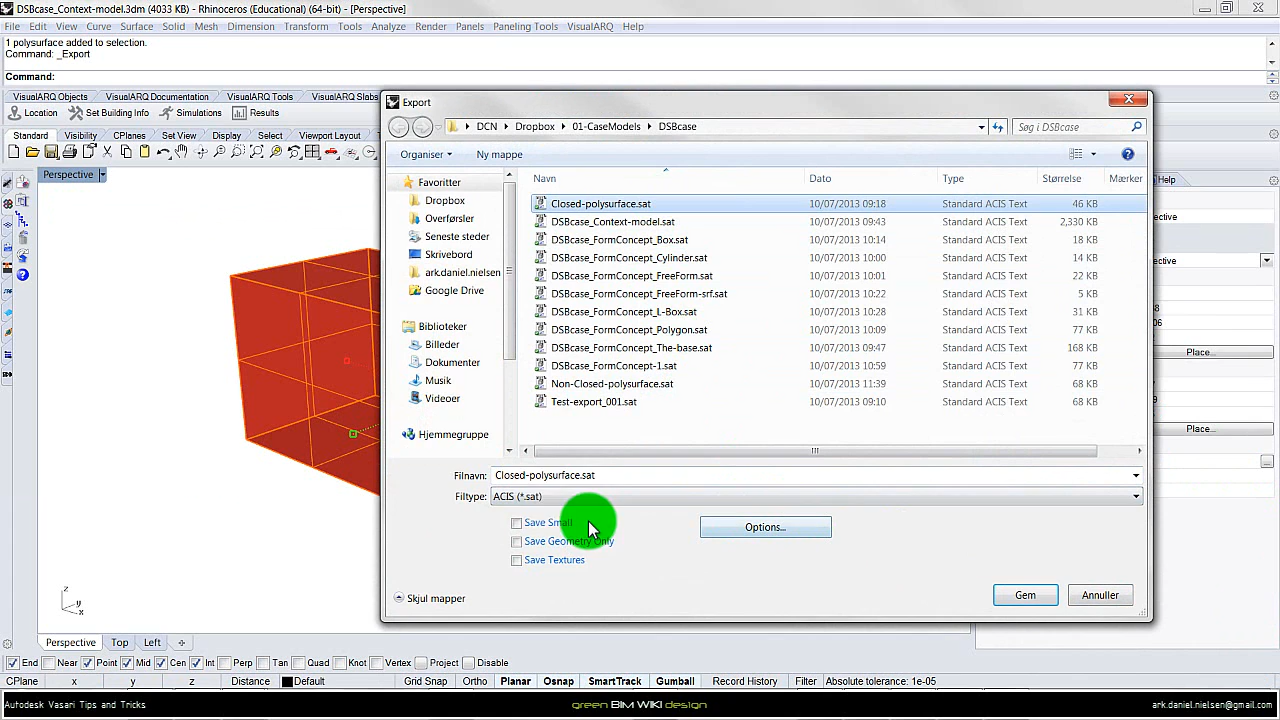 DSBcase_Context-model.3dm (4033 KB) - Rhinoceros (Educational) (64-bit) - [Perspective]
File Edit View Curve Surface Solid Mesh Dimension Transform Tools Analyze Render Panels Paneling Tools VisualARQ Help
1 polysurface added to selection.
Command: _Export
Command:
VisualARQ Objects VisualARQ Documentation VisualARQ Tools VisualARQ Slabs
Export
Location Set Building Info Simulations Results
DCN Dropbox 01-CaseModels DSBcase Søg i DSBcase
Standard Visibility CPlanes Set View Display Select Viewport Layout
Organiser Ny mappe
Perspective
Navn Dato Type Størrelse Mærker
Favoritter
Dropbox
Overførsler
Seneste steder
Skrivebord
ark.daniel.nielsen
Google Drive
Biblioteker
Billeder
Dokumenter
Musik
Videoer
Hjemmegruppe
Closed-polysurface.sat 10/07/2013 09:18 Standard ACIS Text 46 KB
DSBcase_Context-model.sat 10/07/2013 09:43 Standard ACIS Text 2,330 KB
DSBcase_FormConcept_Box.sat 10/07/2013 10:14 Standard ACIS Text 18 KB
DSBcase_FormConcept_Cylinder.sat 10/07/2013 10:00 Standard ACIS Text 14 KB
DSBcase_FormConcept_FreeForm.sat 10/07/2013 10:01 Standard ACIS Text 22 KB
DSBcase_FormConcept_FreeForm-srf.sat 10/07/2013 10:22 Standard ACIS Text 5 KB
DSBcase_FormConcept_L-Box.sat 10/07/2013 10:28 Standard ACIS Text 31 KB
DSBcase_FormConcept_Polygon.sat 10/07/2013 10:09 Standard ACIS Text 77 KB
DSBcase_FormConcept_The-base.sat 10/07/2013 09:47 Standard ACIS Text 168 KB
DSBcase_FormConcept-1.sat 10/07/2013 10:59 Standard ACIS Text 77 KB
Non-Closed-polysurface.sat 10/07/2013 11:39 Standard ACIS Text 68 KB
Test-export_001.sat 10/07/2013 09:10 Standard ACIS Text 68 KB
Help
Place...
Place...
Filnavn: Closed-polysurface.sat
Filtype: ACIS (*.sat)
Save Small
Options...
Save Geometry Only
Save Textures
Skjul mapper
Gem Annuller
z
y
x
Perspective Top Left
End Near Point Mid Cen Int Perp Tan Quad Knot Vertex Project Disable
CPlane x y z Distance Default Grid Snap Ortho Planar Osnap SmartTrack Gumball Record History Filter Absolute tolerance: 1e-05
Autodesk Vasari Tips and Tricks green BIM WIKI design ark.daniel.nielsen@gmail.com